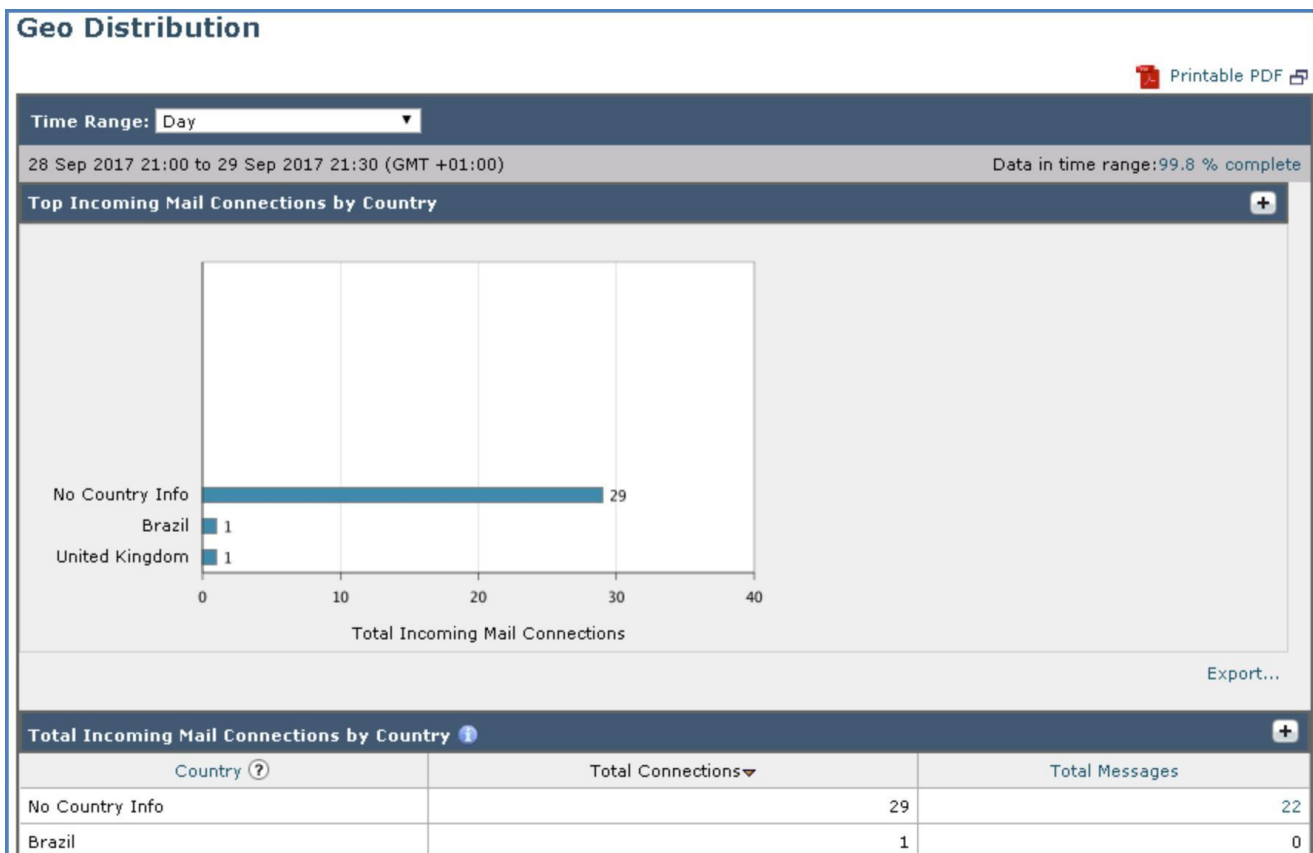 Geo Distribution
Printable PDF
Time Range: Day
28 Sep 2017 21:00 to 29 Sep 2017 21:30 (GMT +01:00) Data in time range:99.8 % complete
Top Incoming Mail Connections by Country +
No Country Info 29
Brazil 1
United Kingdom 1
0 10 20 30 40
Total Incoming Mail Connections
Export...
Total Incoming Mail Connections by Country i +
Country ? Total Connections Total Messages
No Country Info 29 22
Brazil 1 0